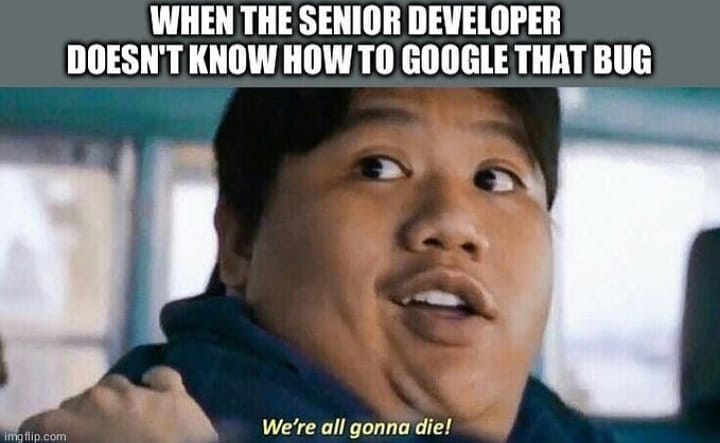 WHEN THE SENIOR DEVELOPER
DOESN'T KNOW HOW TO GOOGLE THAT BUG
We're all gonna die!
imgflip.com